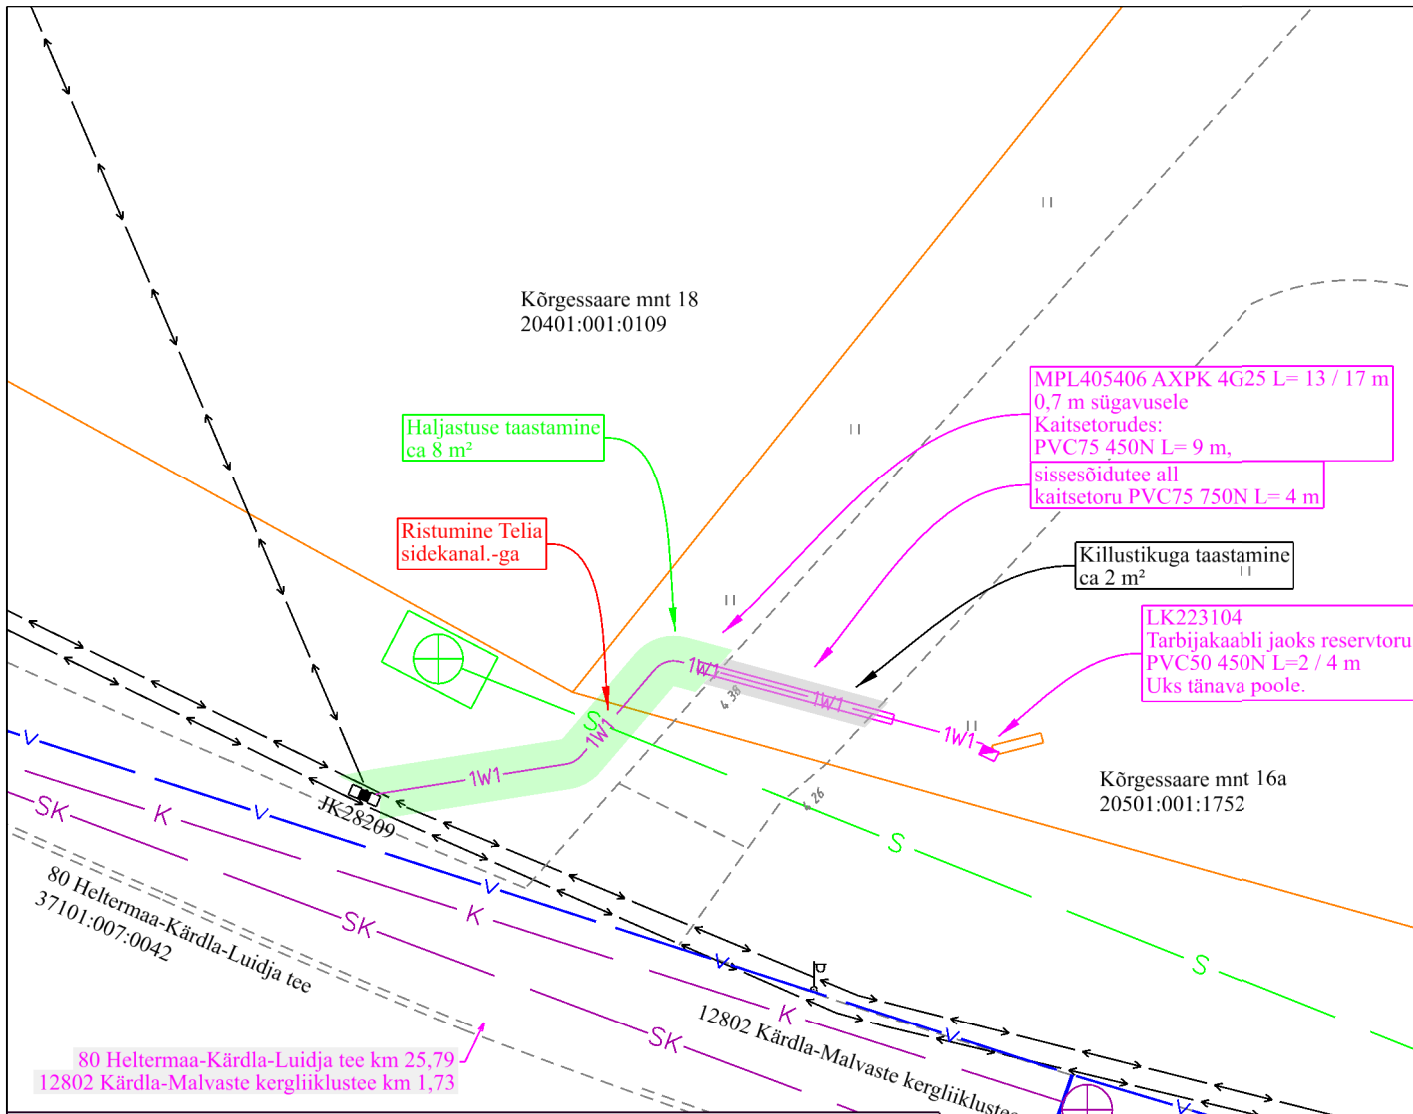 Kõrgessaare mnt 18
20401:001:0109
MPL405406 AXPK 4G25 L= 13 / 17 m
0,7 m sügavusele
Kaitsetorudes:
PVC75 450N L= 9 m,
sissesõidutee all
kaitsetoru PVC75 750N L= 4 m
Haljastuse taastamine
ca 8 m²
Ristumine Telia
sidekanal.-ga
Killustikuga taastamine
ca 2 m²
LK223104
Tarbijakaabli jaoks reservtoru
PVC50 450N L=2 / 4 m
Uks tänava poole.
1W1
1W1
1W1
1W1
1W1
4.38
4.26
S
S
S
Kõrgessaare mnt 16a
20501:001:1752
JK28209
V
V
V
V
V
V
K
K
K
SK
SK
SK
80 Heltermaa-Kärdla-Luidja tee
37101:007:0042
12802 Kärdla-Malvaste kergliiklustee
80 Heltermaa-Kärdla-Luidja tee km 25,79
12802 Kärdla-Malvaste kergliiklustee km 1,73